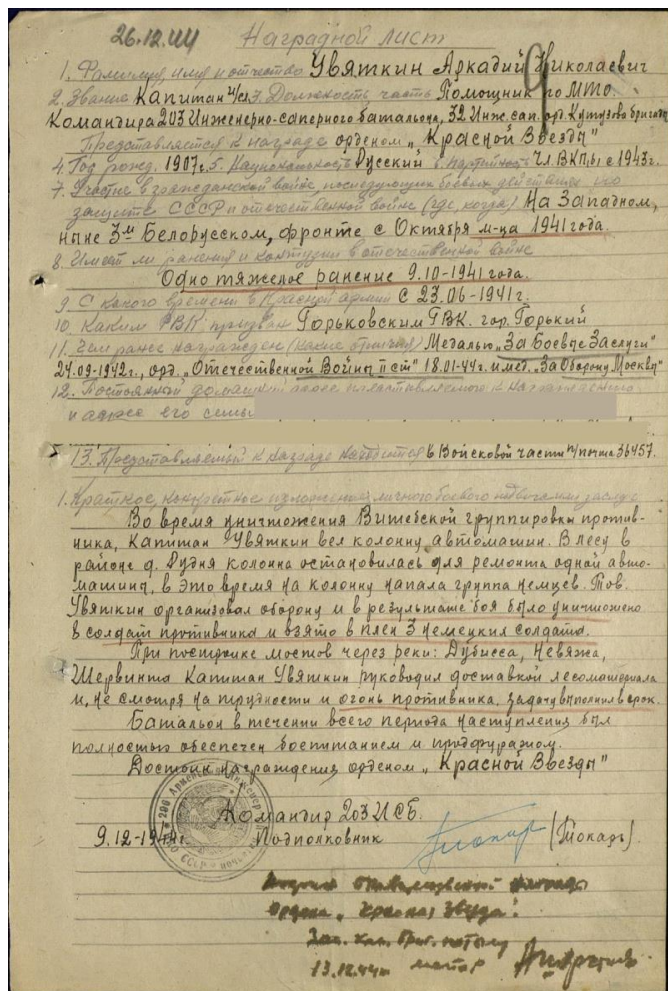 26.12.44 Наградной лист
1. Фамилия, имя и отчество Увяткин Аркадий Николаевич
2. Звание Капитан и/сл 3. Должность часть Помощник по МТО
Командира 203 Инженерно-саперного батальона, 32 Инж. сап. орд. Кутузова бригады
Представляется к награде орденом „Красной Звезды"
4. Год рожд. 1907 г. 5. Национальность Русский 6. Партийность Чл. ВКП(б) с 1943 г.
7. Участие в гражданской войне, последующих боевых действиях по
защите СССР и отечественной войне (где, когда) На Западном,
ныне 3м Белорусском, фронте с Октября м-ца 1941 года.
8. Имеет ли ранения и контузии в отечественной войне
Одно тяжелое ранение 9.10-1941 года.
9. С какого времени в Красной армии С 23.06-1941 г.
10. Каким РВК призван Горьковским ГВК. гор. Горький
11. Чем ранее награжден (какие отличия) Медалью „За Боевые Заслуги"
24.09-1942 г., орд. „Отечественной Войны II ст" 18.01-44 г. и мед. „За Оборону Москвы"
12. Постоянный домашний адрес представляемого к награждению
и адрес его семьи
13. Представляемый к награде находится в Войсковой части п/почта 36457.
1. Краткое, конкретное изложение личного боевого подвига или заслуг
Во время уничтожения Витебской группировки против-
ника, Капитан Увяткин вел колонну автомашин. В лесу в
районе д. Дудня колонна остановилась для ремонта одной авто-
машины, в это время на колонну напала группа немцев. Тов.
Увяткин организовал оборону и в результате боя было уничтожено
8 солдат противника и взято в плен 3 немецких солдата.
При постройке мостов через реки: Дубисса, Невяжа,
Шервинта Капитан Увяткин руководил доставкой лесоматериала
и, не смотря на трудности и огонь противника, задачу выполнил в срок.
Батальон в течении всего периода наступления был
полностью обеспечен боепитанием и продфуражом.
Достоин награждения орденом „Красной Звезды"
Командир 203 ИСБ.
9.12-1944 г. Подполковник (Токарь).
Достоин правительственной награды
Ордена „Красная Звезда".
Зам. ком. бриг.
13.12.44 г. майор